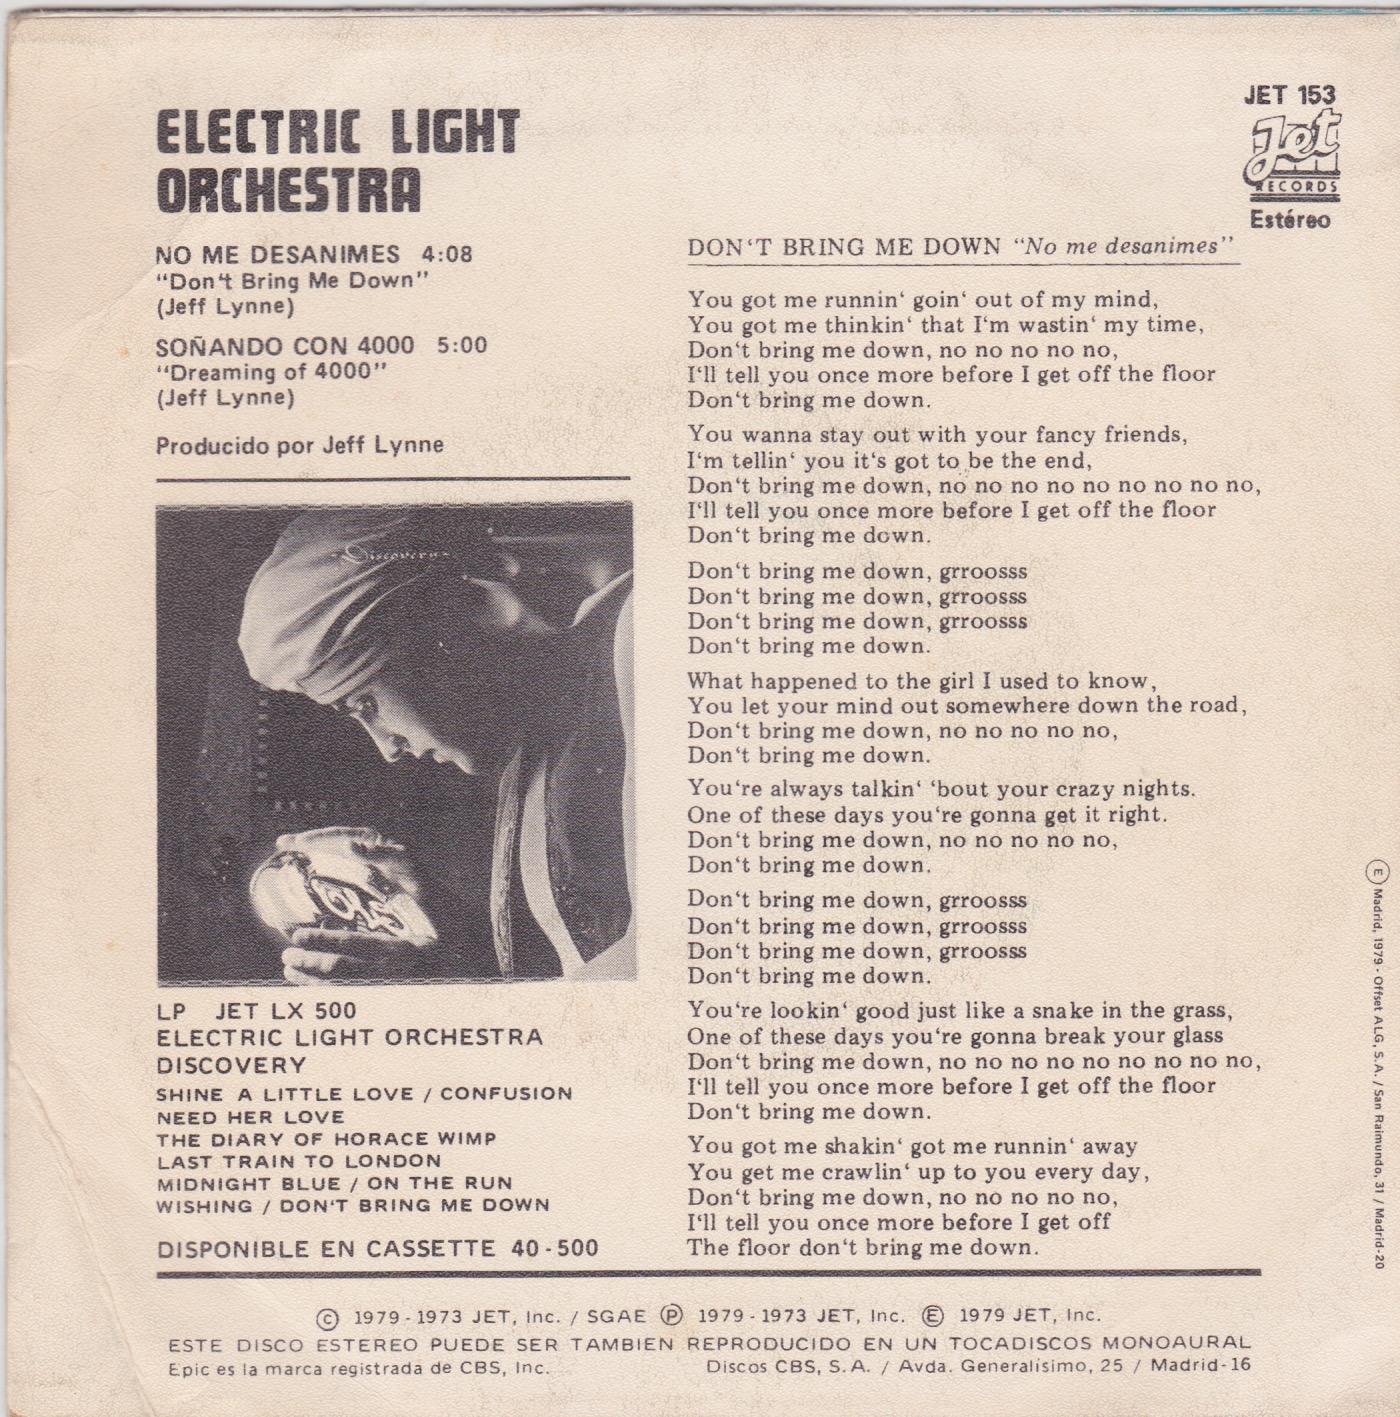 ELECTRIC LIGHT
ORCHESTRA
NO ME DESANIMES 4:08
"Don't Bring Me Down"
(Jeff Lynne)
SOÑANDO CON 4000 5:00
"Dreaming of 4000"
(Jeff Lynne)
Producido por Jeff Lynne
Discovery
LP JET LX 500
ELECTRIC LIGHT ORCHESTRA
DISCOVERY
SHINE A LITTLE LOVE / CONFUSION
NEED HER LOVE
THE DIARY OF HORACE WIMP
LAST TRAIN TO LONDON
MIDNIGHT BLUE / ON THE RUN
WISHING / DON'T BRING ME DOWN
DISPONIBLE EN CASSETTE 40-500
JET 153
Jet
RECORDS
Estéreo
DON'T BRING ME DOWN "No me desanimes"
You got me runnin' goin' out of my mind,
You got me thinkin' that I'm wastin' my time,
Don't bring me down, no no no no no,
I'll tell you once more before I get off the floor
Don't bring me down.
You wanna stay out with your fancy friends,
I'm tellin' you it's got to be the end,
Don't bring me down, no no no no no no no no no,
I'll tell you once more before I get off the floor
Don't bring me down.
Don't bring me down, grroosss
Don't bring me down, grroosss
Don't bring me down, grroosss
Don't bring me down.
What happened to the girl I used to know,
You let your mind out somewhere down the road,
Don't bring me down, no no no no no,
Don't bring me down.
You're always talkin' 'bout your crazy nights.
One of these days you're gonna get it right.
Don't bring me down, no no no no no,
Don't bring me down.
Don't bring me down, grroosss
Don't bring me down, grroosss
Don't bring me down, grroosss
Don't bring me down.
You're lookin' good just like a snake in the grass,
One of these days you're gonna break your glass
Don't bring me down, no no no no no no no no no,
I'll tell you once more before I get off the floor
Don't bring me down.
You got me shakin' got me runnin' away
You get me crawlin' up to you every day,
Don't bring me down, no no no no no,
I'll tell you once more before I get off
The floor don't bring me down.
Ⓔ Madrid, 1979 - Offset ALG, S.A. / San Raimundo, 31 / Madrid-20
© 1979-1973 JET, Inc. / SGAE Ⓟ 1979-1973 JET, Inc. Ⓔ 1979 JET, Inc.
ESTE DISCO ESTEREO PUEDE SER TAMBIEN REPRODUCIDO EN UN TOCADISCOS MONOAURAL
Epic es la marca registrada de CBS, Inc. Discos CBS, S.A. / Avda. Generalísimo, 25 / Madrid-16